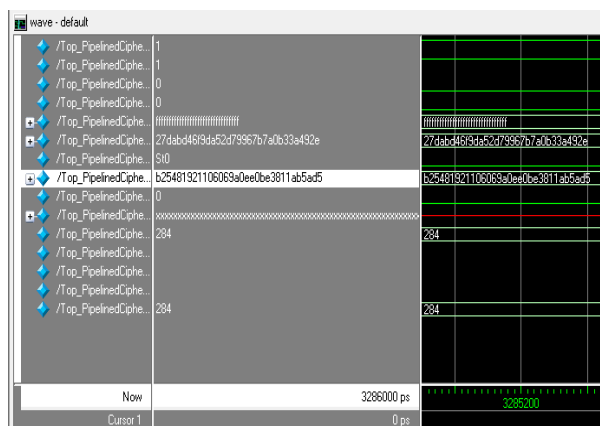 wave - default
/Top_PipelinedCiphe... 1
/Top_PipelinedCiphe... 1
/Top_PipelinedCiphe... 0
/Top_PipelinedCiphe... 0
/Top_PipelinedCiphe... ffffffffffffffffffffffffffffffff ffffffffffffffffffffffffffffffff
/Top_PipelinedCiphe... 27dabd46f9da52d79967b7a0b33a492e 27dabd46f9da52d79967b7a0b33a492e
/Top_PipelinedCiphe... St0
/Top_PipelinedCiphe... b25481921106069a0ee0be3811ab5ad5 b25481921106069a0ee0be3811ab5ad5
/Top_PipelinedCiphe... 0
/Top_PipelinedCiphe...
/Top_PipelinedCiphe... 284 284
/Top_PipelinedCiphe...
/Top_PipelinedCiphe...
/Top_PipelinedCiphe...
/Top_PipelinedCiphe... 284 284
Now 3286000 ps 3285200
Cursor 1 0 ps